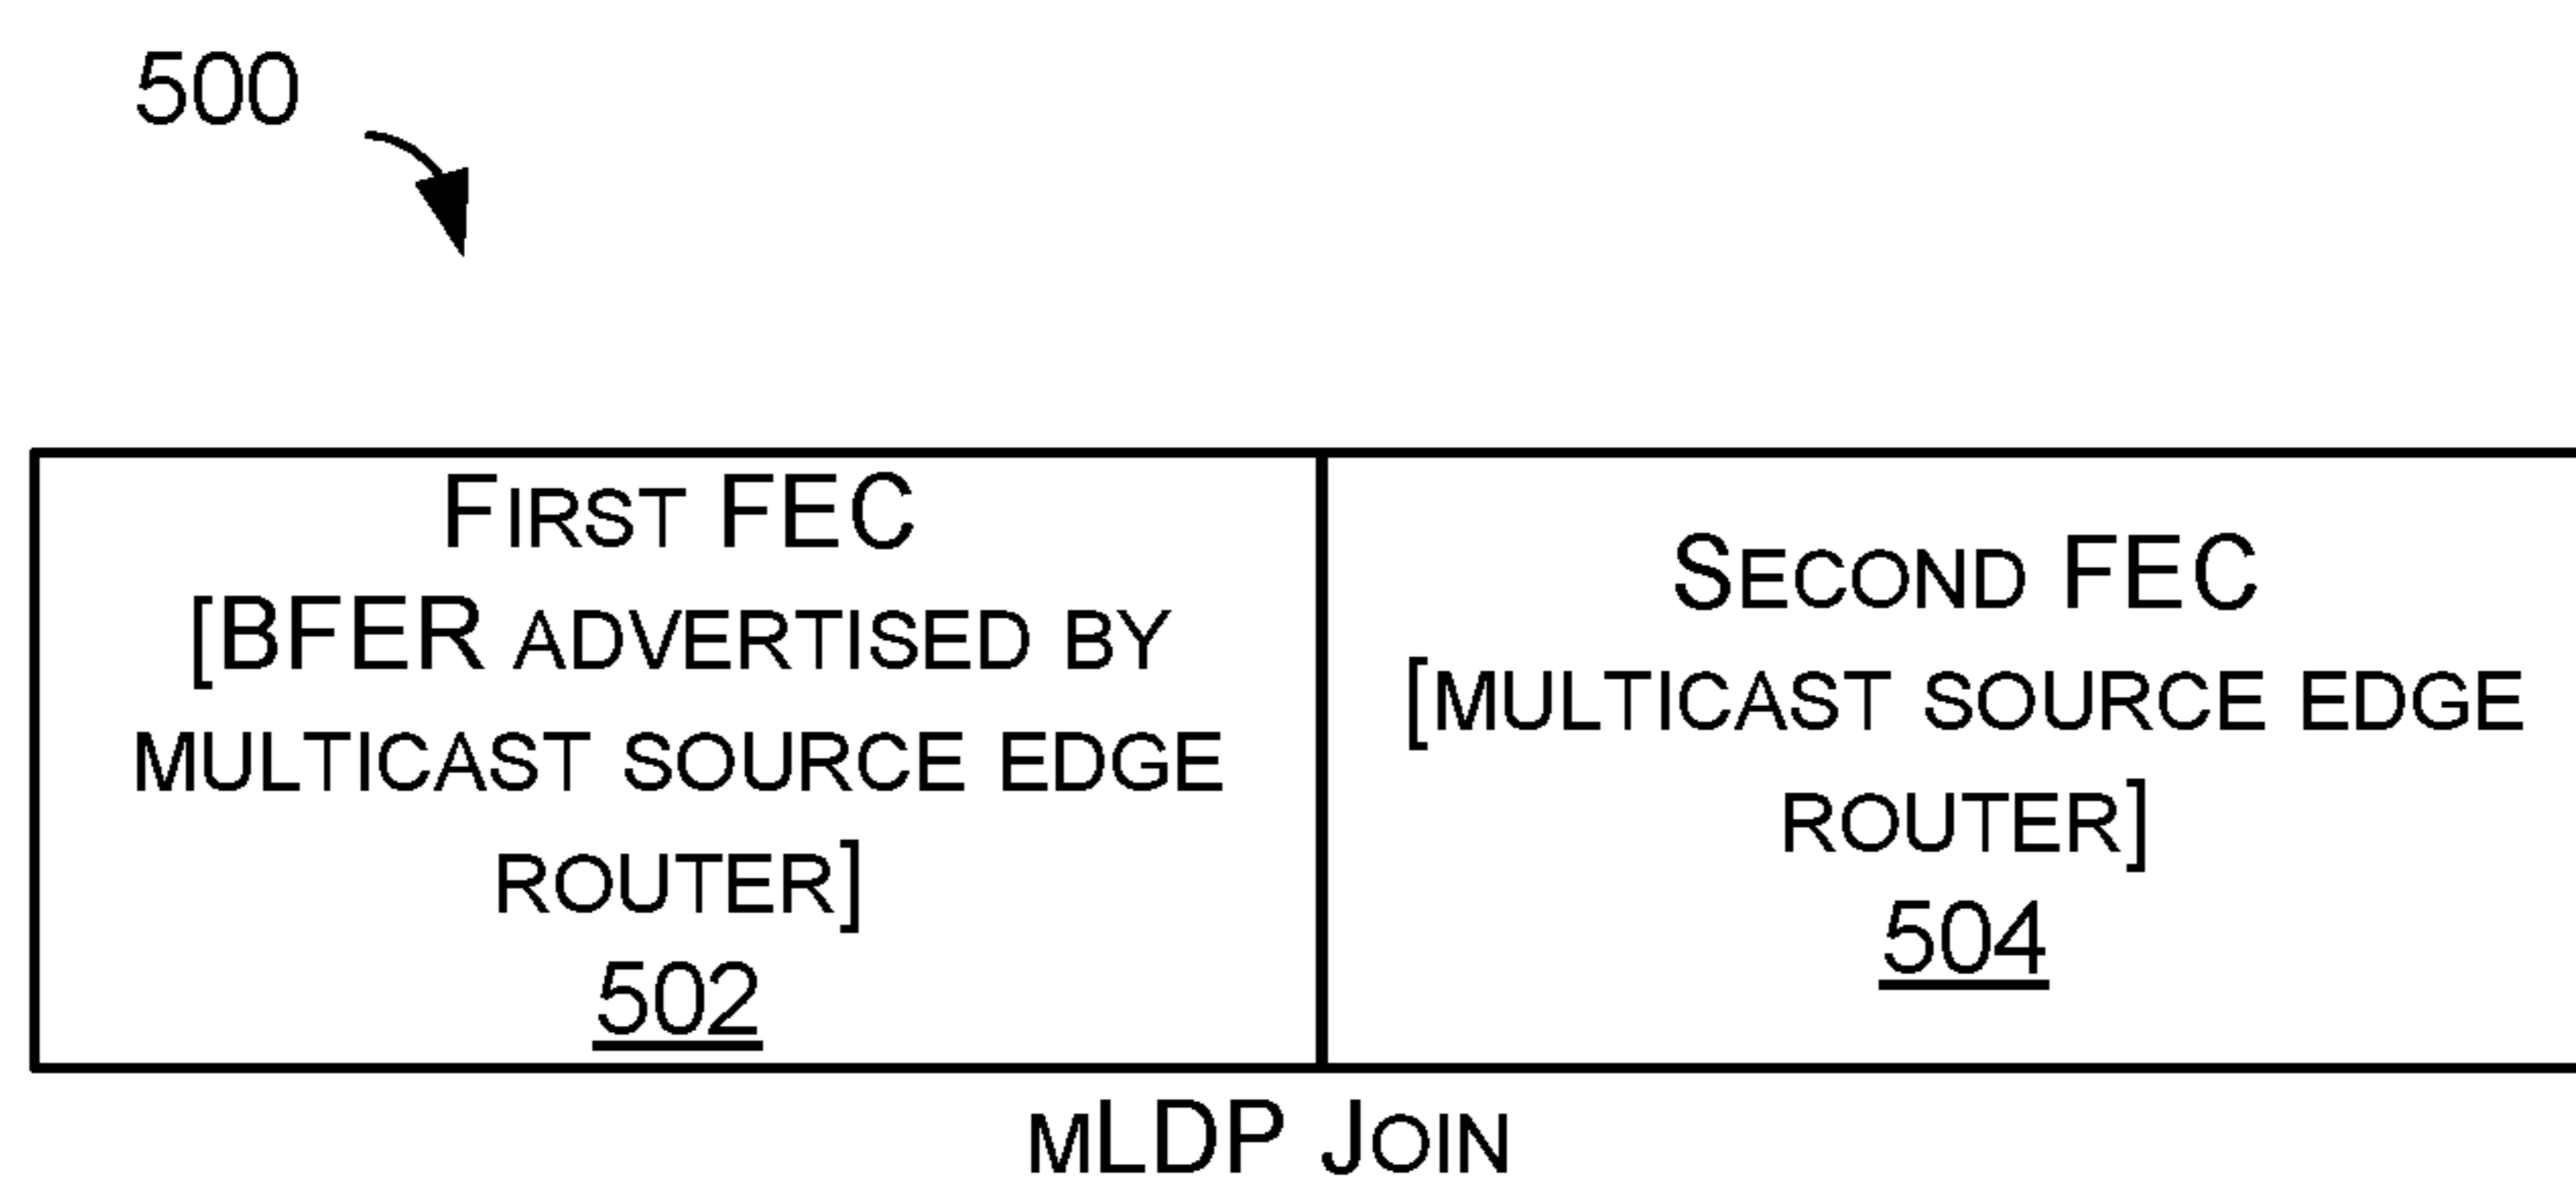 500
FIRST FEC
[BFER ADVERTISED BY
MULTICAST SOURCE EDGE
ROUTER]
502
SECOND FEC
[MULTICAST SOURCE EDGE
ROUTER]
504
MLDP JOIN